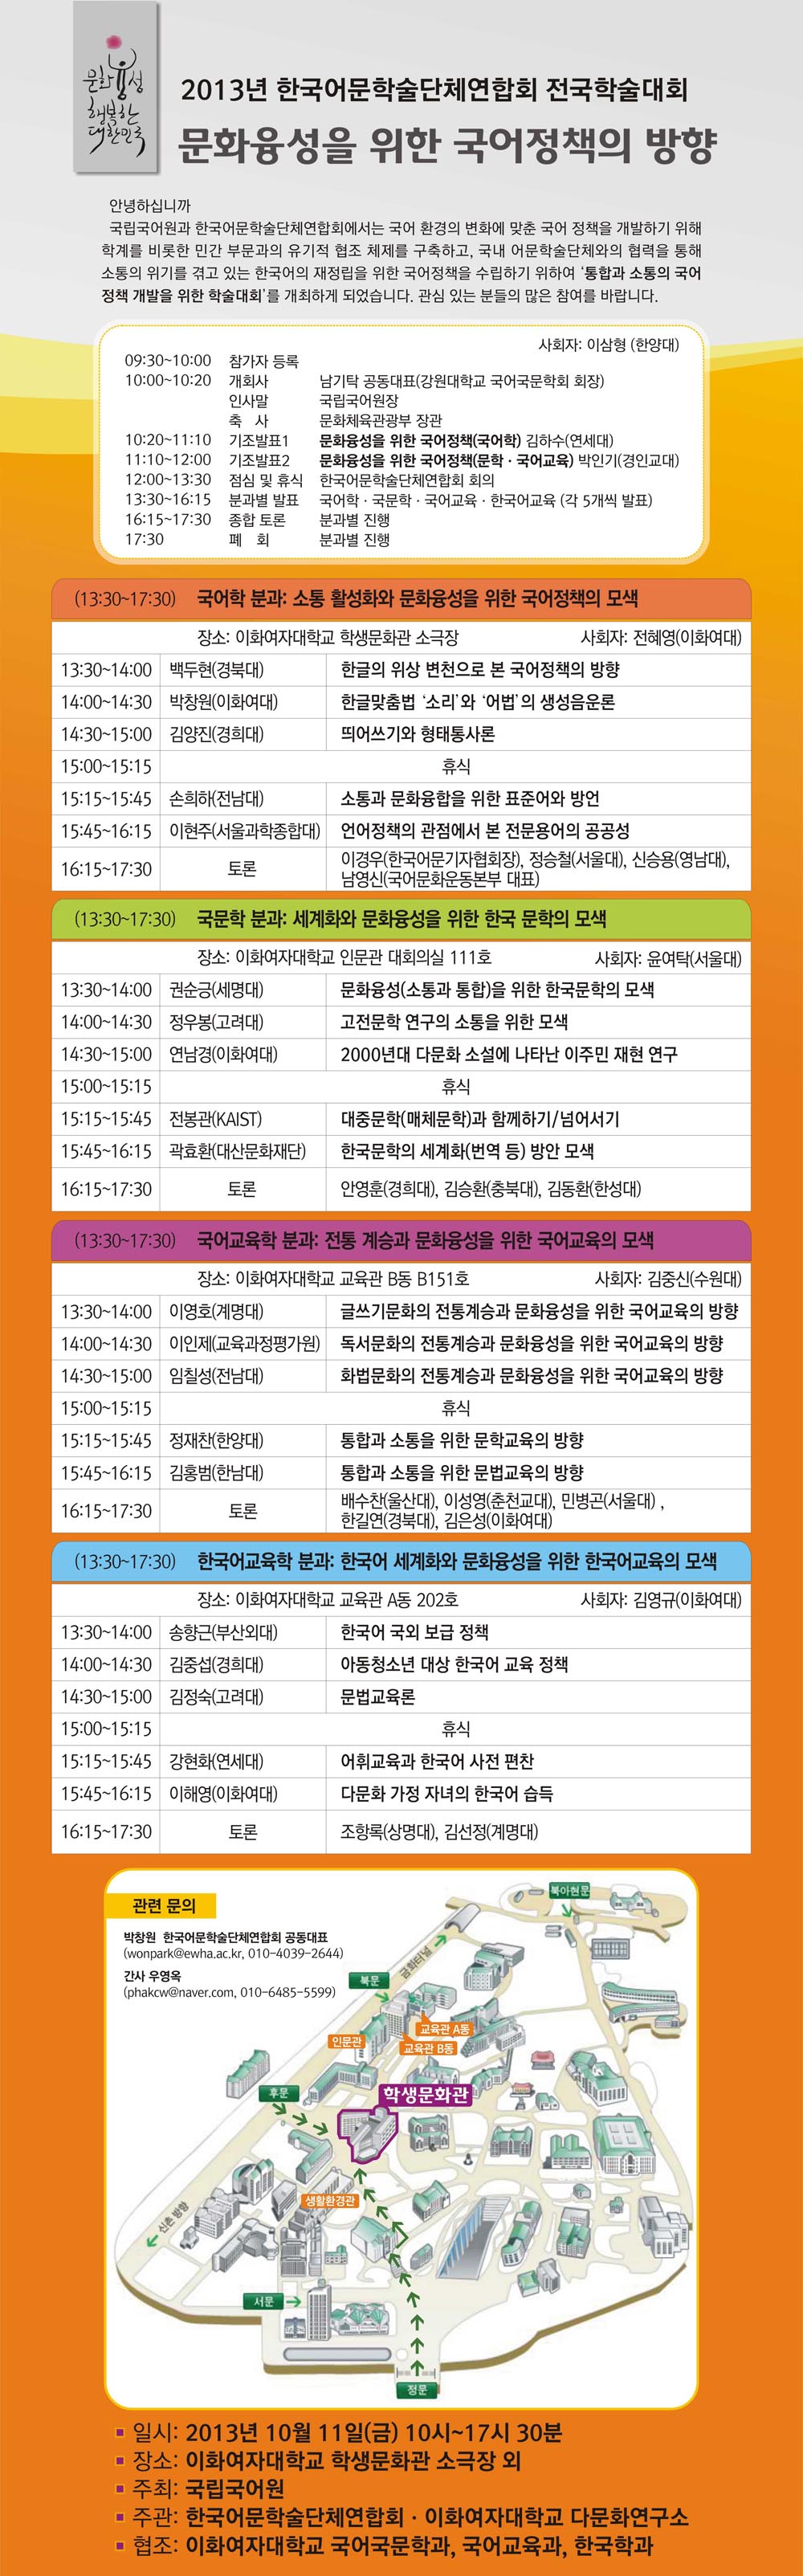 문화융성
행복한
대한민국
2013년 한국어문학술단체연합회 전국학술대회
문화융성을 위한 국어정책의 방향
안녕하십니까
국립국어원과 한국어문학술단체연합회에서는 국어 환경의 변화에 맞춘 국어 정책을 개발하기 위해
학계를 비롯한 민간 부문과의 유기적 협조 체제를 구축하고, 국내 어문학술단체와의 협력을 통해
소통의 위기를 겪고 있는 한국어의 재정립을 위한 국어정책을 수립하기 위하여 '통합과 소통의 국어
정책 개발을 위한 학술대회'를 개최하게 되었습니다. 관심 있는 분들의 많은 참여를 바랍니다.
사회자: 이삼형 (한양대)
09:30~10:00 참가자 등록
10:00~10:20 개회사 남기탁 공동대표(강원대학교 국어국문학회 회장)
인사말 국립국어원장
축 사 문화체육관광부 장관
10:20~11:10 기조발표1 문화융성을 위한 국어정책(국어학) 김하수(연세대)
11:10~12:00 기조발표2 문화융성을 위한 국어정책(문학·국어교육) 박인기(경인교대)
12:00~13:30 점심 및 휴식 한국어문학술단체연합회 회의
13:30~16:15 분과별 발표 국어학·국문학·국어교육·한국어교육 (각 5개씩 발표)
16:15~17:30 종합 토론 분과별 진행
17:30 폐 회 분과별 진행
(13:30~17:30) 국어학 분과: 소통 활성화와 문화융성을 위한 국어정책의 모색
장소: 이화여자대학교 학생문화관 소극장 사회자: 전혜영(이화여대)
13:30~14:00 백두현(경북대) 한글의 위상 변천으로 본 국어정책의 방향
14:00~14:30 박창원(이화여대) 한글맞춤법 '소리'와 '어법'의 생성음운론
14:30~15:00 김양진(경희대) 띄어쓰기와 형태통사론
15:00~15:15 휴식
15:15~15:45 손희하(전남대) 소통과 문화융합을 위한 표준어와 방언
15:45~16:15 이현주(서울과학종합대) 언어정책의 관점에서 본 전문용어의 공공성
16:15~17:30 토론 이경우(한국어문기자협회장), 정승철(서울대), 신승용(영남대),
남영신(국어문화운동본부 대표)
(13:30~17:30) 국문학 분과: 세계화와 문화융성을 위한 한국 문학의 모색
장소: 이화여자대학교 인문관 대회의실 111호 사회자: 윤여탁(서울대)
13:30~14:00 권순긍(세명대) 문화융성(소통과 통합)을 위한 한국문학의 모색
14:00~14:30 정우봉(고려대) 고전문학 연구의 소통을 위한 모색
14:30~15:00 연남경(이화여대) 2000년대 다문화 소설에 나타난 이주민 재현 연구
15:00~15:15 휴식
15:15~15:45 전봉관(KAIST) 대중문학(매체문학)과 함께하기/넘어서기
15:45~16:15 곽효환(대산문화재단) 한국문학의 세계화(번역 등) 방안 모색
16:15~17:30 토론 안영훈(경희대), 김승환(충북대), 김동환(한성대)
(13:30~17:30) 국어교육학 분과: 전통 계승과 문화융성을 위한 국어교육의 모색
장소: 이화여자대학교 교육관 B동 B151호 사회자: 김중신(수원대)
13:30~14:00 이영호(계명대) 글쓰기문화의 전통계승과 문화융성을 위한 국어교육의 방향
14:00~14:30 이인제(교육과정평가원) 독서문화의 전통계승과 문화융성을 위한 국어교육의 방향
14:30~15:00 임칠성(전남대) 화법문화의 전통계승과 문화융성을 위한 국어교육의 방향
15:00~15:15 휴식
15:15~15:45 정재찬(한양대) 통합과 소통을 위한 문학교육의 방향
15:45~16:15 김홍범(한남대) 통합과 소통을 위한 문법교육의 방향
16:15~17:30 토론 배수찬(울산대), 이성영(춘천교대), 민병곤(서울대) ,
한길연(경북대), 김은성(이화여대)
(13:30~17:30) 한국어교육학 분과: 한국어 세계화와 문화융성을 위한 한국어교육의 모색
장소: 이화여자대학교 교육관 A동 202호 사회자: 김영규(이화여대)
13:30~14:00 송향근(부산외대) 한국어 국외 보급 정책
14:00~14:30 김중섭(경희대) 아동청소년 대상 한국어 교육 정책
14:30~15:00 김정숙(고려대) 문법교육론
15:00~15:15 휴식
15:15~15:45 강현화(연세대) 어휘교육과 한국어 사전 편찬
15:45~16:15 이해영(이화여대) 다문화 가정 자녀의 한국어 습득
16:15~17:30 토론 조항록(상명대), 김선정(계명대)
관련 문의
박창원 한국어문학술단체연합회 공동대표
(wonpark@ewha.ac.kr, 010-4039-2644)
간사 우영옥
(phakcw@naver.com, 010-6485-5599)
북아현문
금화터널
북문
교육관 A동
인문관
교육관 B동
후문
학생문화관
생활환경관
신촌 방향
서문
정문
일시: 2013년 10월 11일(금) 10시~17시 30분
장소: 이화여자대학교 학생문화관 소극장 외
주최: 국립국어원
주관: 한국어문학술단체연합회 · 이화여자대학교 다문화연구소
협조: 이화여자대학교 국어국문학과, 국어교육과, 한국학과